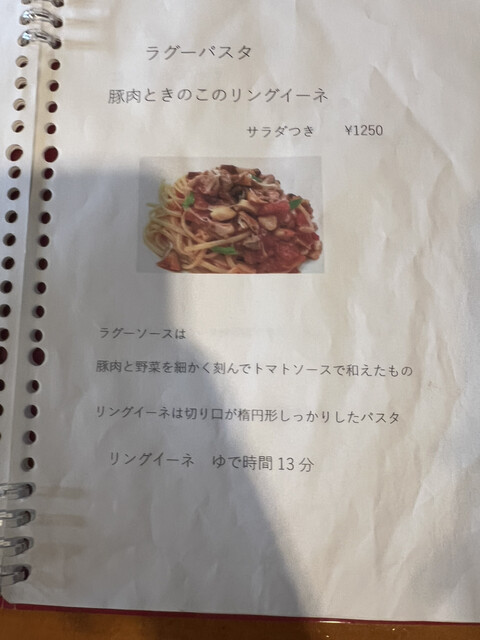 ラグーパスタ
豚肉ときのこのリングイーネ
サラダつき ¥1250
ラグーソースは
豚肉と野菜を細かく刻んでトマトソースで和えたもの
リングイーネは切り口が楕円形しっかりしたパスタ
リングイーネ ゆで時間13分